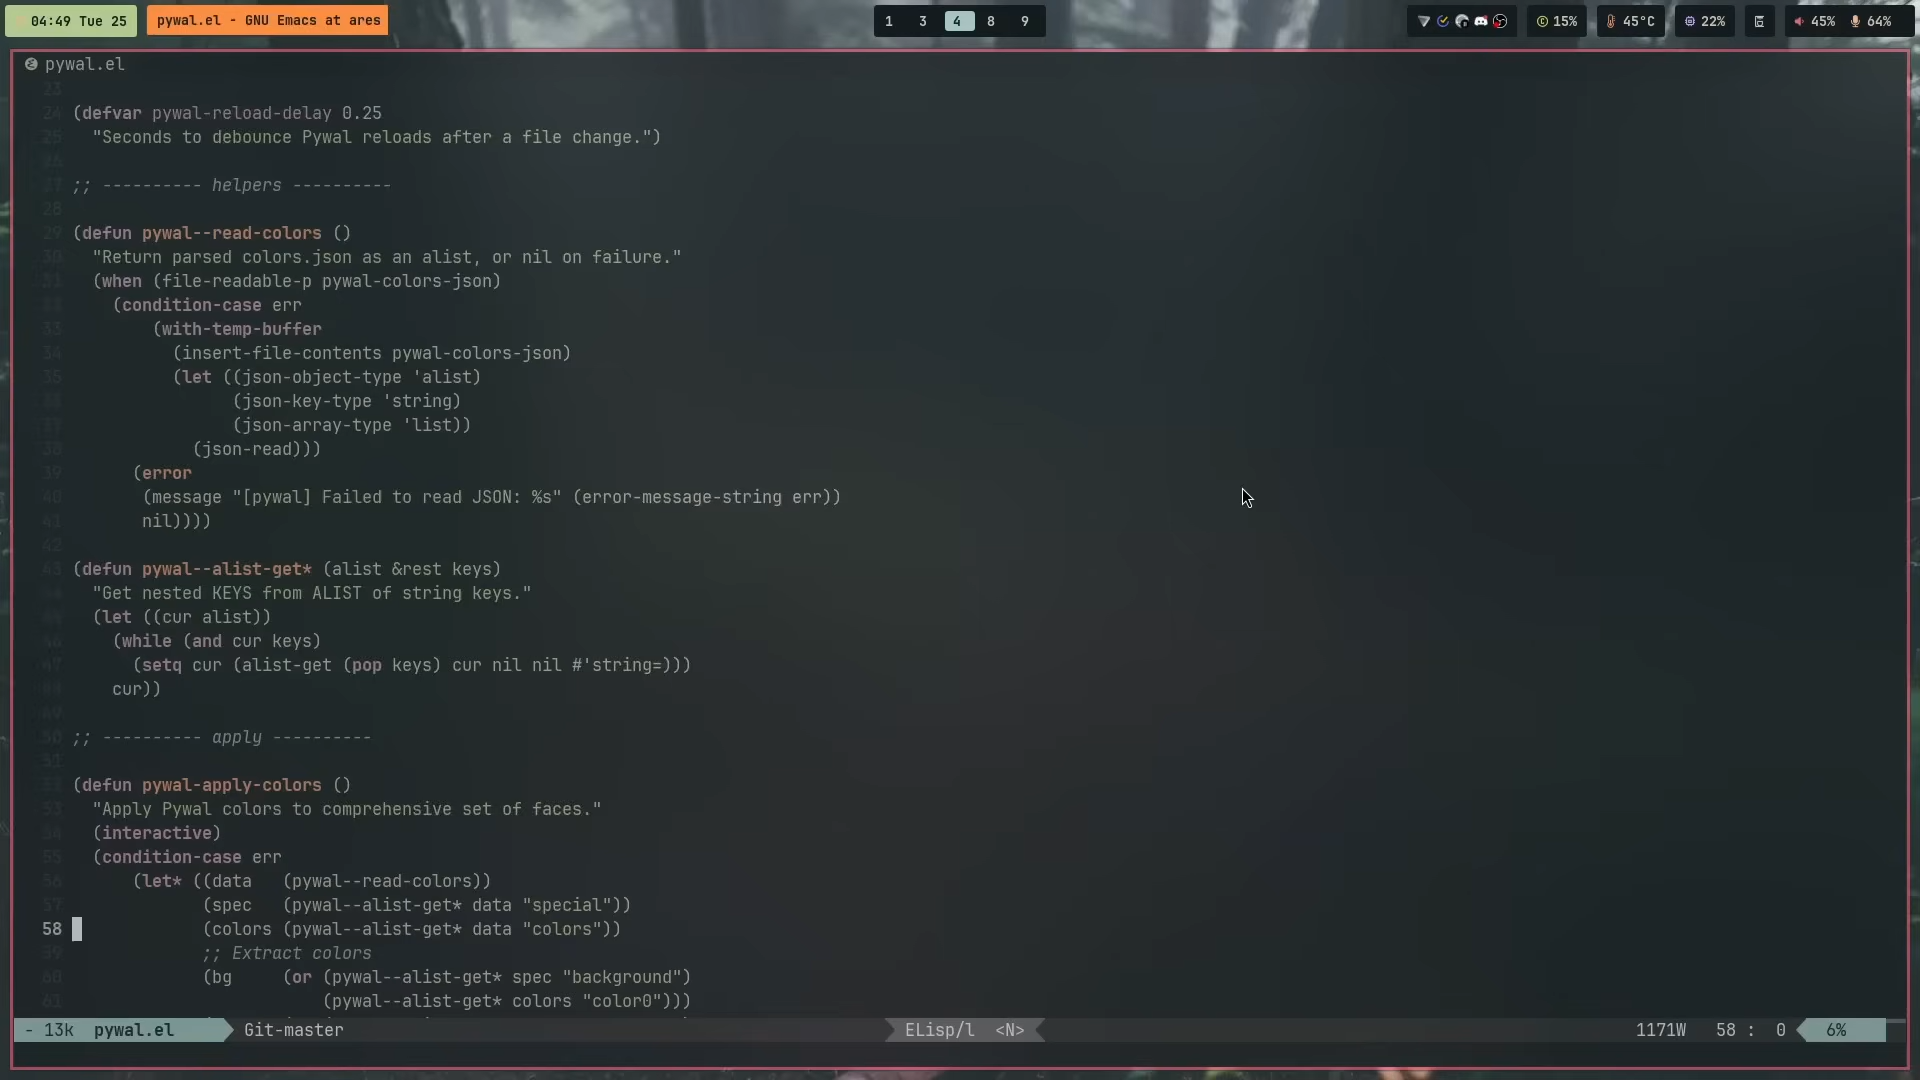 04:49 Tue 25
pywal.el - GNU Emacs at ares
1 3 4 8 9
15%
45°C
22%
45% 64%
pywal.el
23
24 (defvar pywal-reload-delay 0.25
25 "Seconds to debounce Pywal reloads after a file change.")
26
27 ;; ---------- helpers ----------
28
29 (defun pywal--read-colors ()
30 "Return parsed colors.json as an alist, or nil on failure."
31 (when (file-readable-p pywal-colors-json)
32 (condition-case err
33 (with-temp-buffer
34 (insert-file-contents pywal-colors-json)
35 (let ((json-object-type 'alist)
36 (json-key-type 'string)
37 (json-array-type 'list))
38 (json-read)))
39 (error
40 (message "[pywal] Failed to read JSON: %s" (error-message-string err))
41 nil))))
42
43 (defun pywal--alist-get* (alist &rest keys)
44 "Get nested KEYS from ALIST of string keys."
45 (let ((cur alist))
46 (while (and cur keys)
47 (setq cur (alist-get (pop keys) cur nil nil #'string=)))
48 cur))
49
50 ;; ---------- apply ----------
51
52 (defun pywal-apply-colors ()
53 "Apply Pywal colors to comprehensive set of faces."
54 (interactive)
55 (condition-case err
56 (let* ((data (pywal--read-colors))
57 (spec (pywal--alist-get* data "special"))
58 (colors (pywal--alist-get* data "colors"))
59 ;; Extract colors
60 (bg (or (pywal--alist-get* spec "background")
61 (pywal--alist-get* colors "color0")))
- 13k pywal.el Git-master ELisp/l <N> 1171W 58 : 0 6%